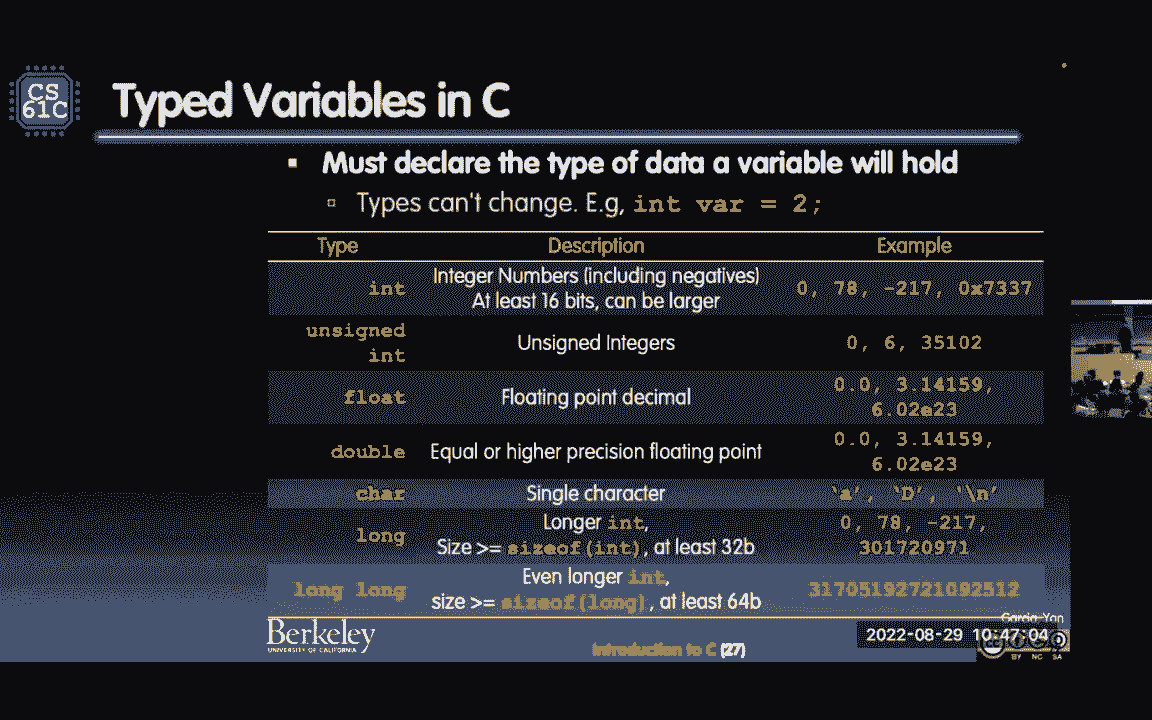 CS
61C
Typed Variables in C
▪ Must declare the type of data a variable will hold
▫ Types can't change. E.g, int var = 2;
Type Description Example
int Integer Numbers (including negatives)
At least 16 bits, can be larger 0, 78, -217, 0x7337
unsigned
int Unsigned Integers 0, 6, 35102
float Floating point decimal 0.0, 3.14159,
6.02e23
double Equal or higher precision floating point 0.0, 3.14159,
6.02e23
char Single character 'a', 'D', '\n'
long Longer int,
Size >= sizeof(int), at least 32b 0, 78, -217,
301720971
long long Even longer int,
size >= sizeof(long), at least 64b 31705192721092512
Garcia, Yan
Berkeley
UNIVERSITY OF CALIFORNIA
Introduction to C (27)
2022-08-29 10:47:04
BY NC SA